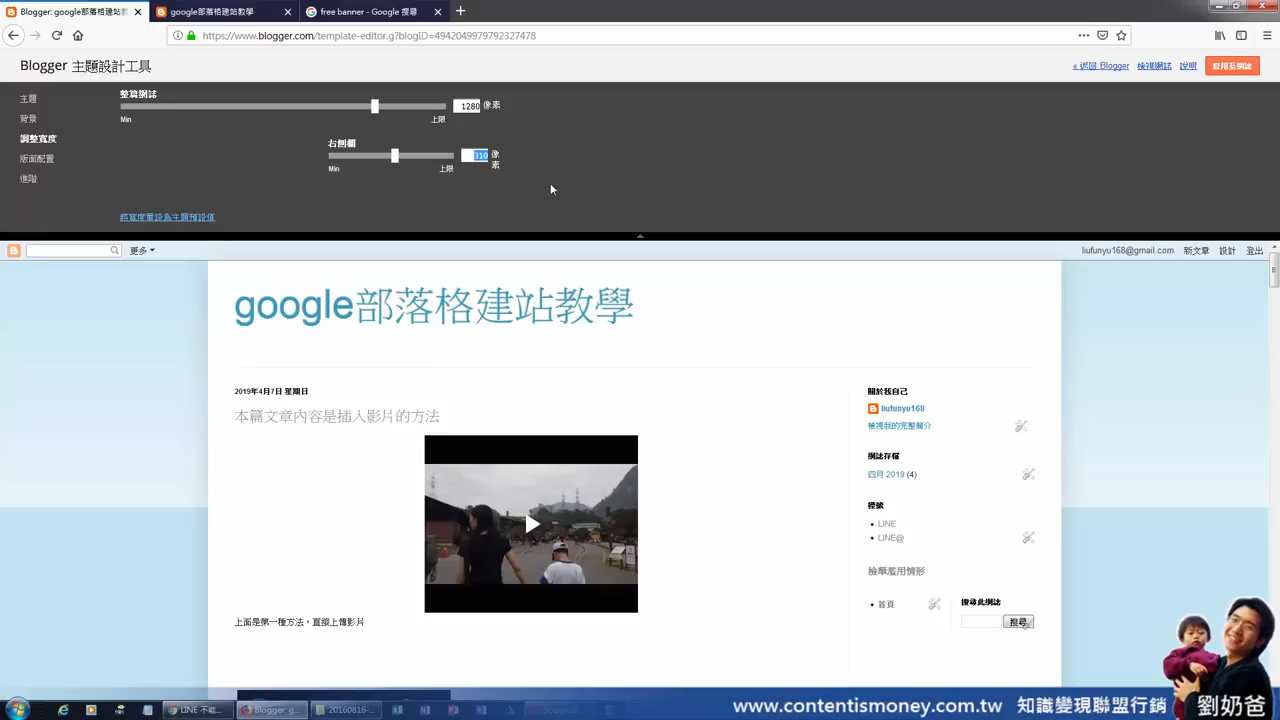 Blogger: google部落格建站
google部落格建站教學
free banner - Google 搜尋
https://www.blogger.com/template-editor.g?blogID=4942049979792327478
Blogger 主題設計工具
« 返回 Blogger 檢視網誌 說明 套用至網誌
主題
背景
調整寬度
版面配置
進階
整篇網誌
1280 像素
Min 上限
右側欄
310 像素
Min 上限
將寬度重設為主題預設值
更多
liufunyu168@gmail.com 新文章 設計 登出
google部落格建站教學
2019年4月7日 星期日
本篇文章內容是插入影片的方法
上面是第一種方法，直接上傳影片
關於我自己
liufunyu168
檢視我的完整簡介
網誌存檔
四月 2019 (4)
標籤
LINE
LINE@
檢舉濫用情形
首頁
搜尋此網誌
搜尋
LINE 不能...
Blogger: g...
20160816-...
www.contentismoney.com.tw 知識變現聯盟行銷 劉奶爸